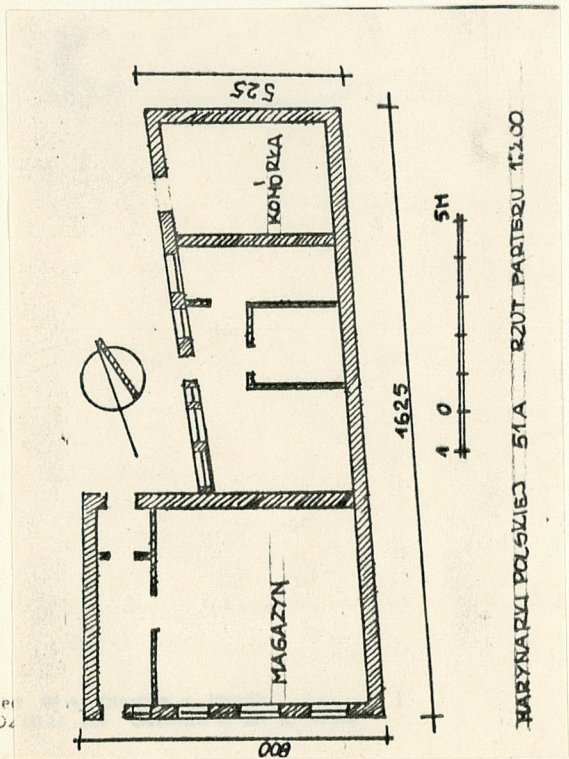 525
KOMÓRKA
1625
1 0 5M
MAGAZYN
800
MARYNARKI POLSKIEJ 51A RZUT PARTERU 1:200